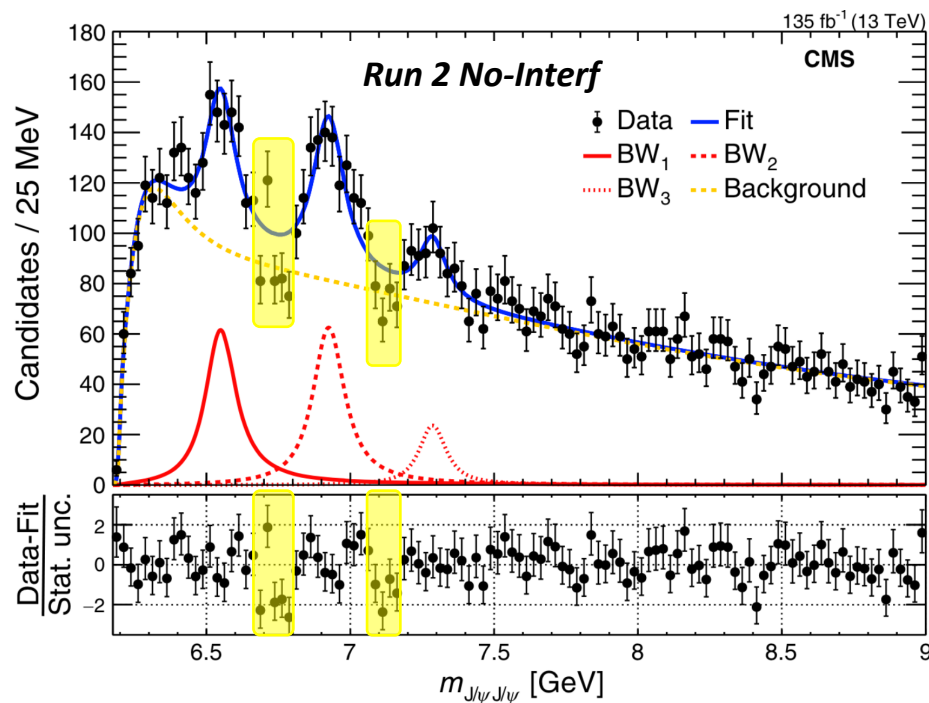 135 fb⁻¹ (13 TeV)
CMS
Run 2 No-Interf
Data
Fit
BW₁
BW₂
BW₃
Background
Candidates / 25 MeV
180
160
140
120
100
80
60
40
20
0
Data-Fit
Stat. unc.
2
0
−2
6.5 7 7.5 8 8.5 9
m_{J/ψ J/ψ} [GeV]